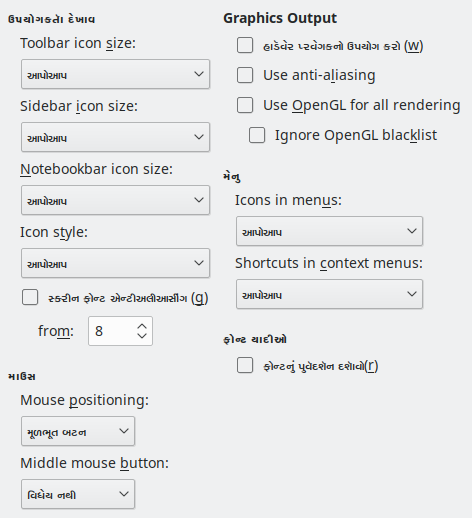 ઉપયોગકર્તા દેખાવ
Toolbar icon size:
આપોઆપ
Sidebar icon size:
આપોઆપ
Notebookbar icon size:
આપોઆપ
Icon style:
આપોઆપ
સ્ક્રીન ફોન્ટ એન્ટીઅલીઆસીંગ (g)
from: 8
માઉસ
Mouse positioning:
મૂળભૂત બટન
Middle mouse button:
વિધેય નથી
Graphics Output
હાર્ડવેર પ્રવેગકનો ઉપયોગ કરો (w)
Use anti-aliasing
Use OpenGL for all rendering
Ignore OpenGL blacklist
મેનુ
Icons in menus:
આપોઆપ
Shortcuts in context menus:
આપોઆપ
ફોન્ટ યાદીઓ
ફોન્ટનું પુર્વદર્શન દર્શાવો(r)